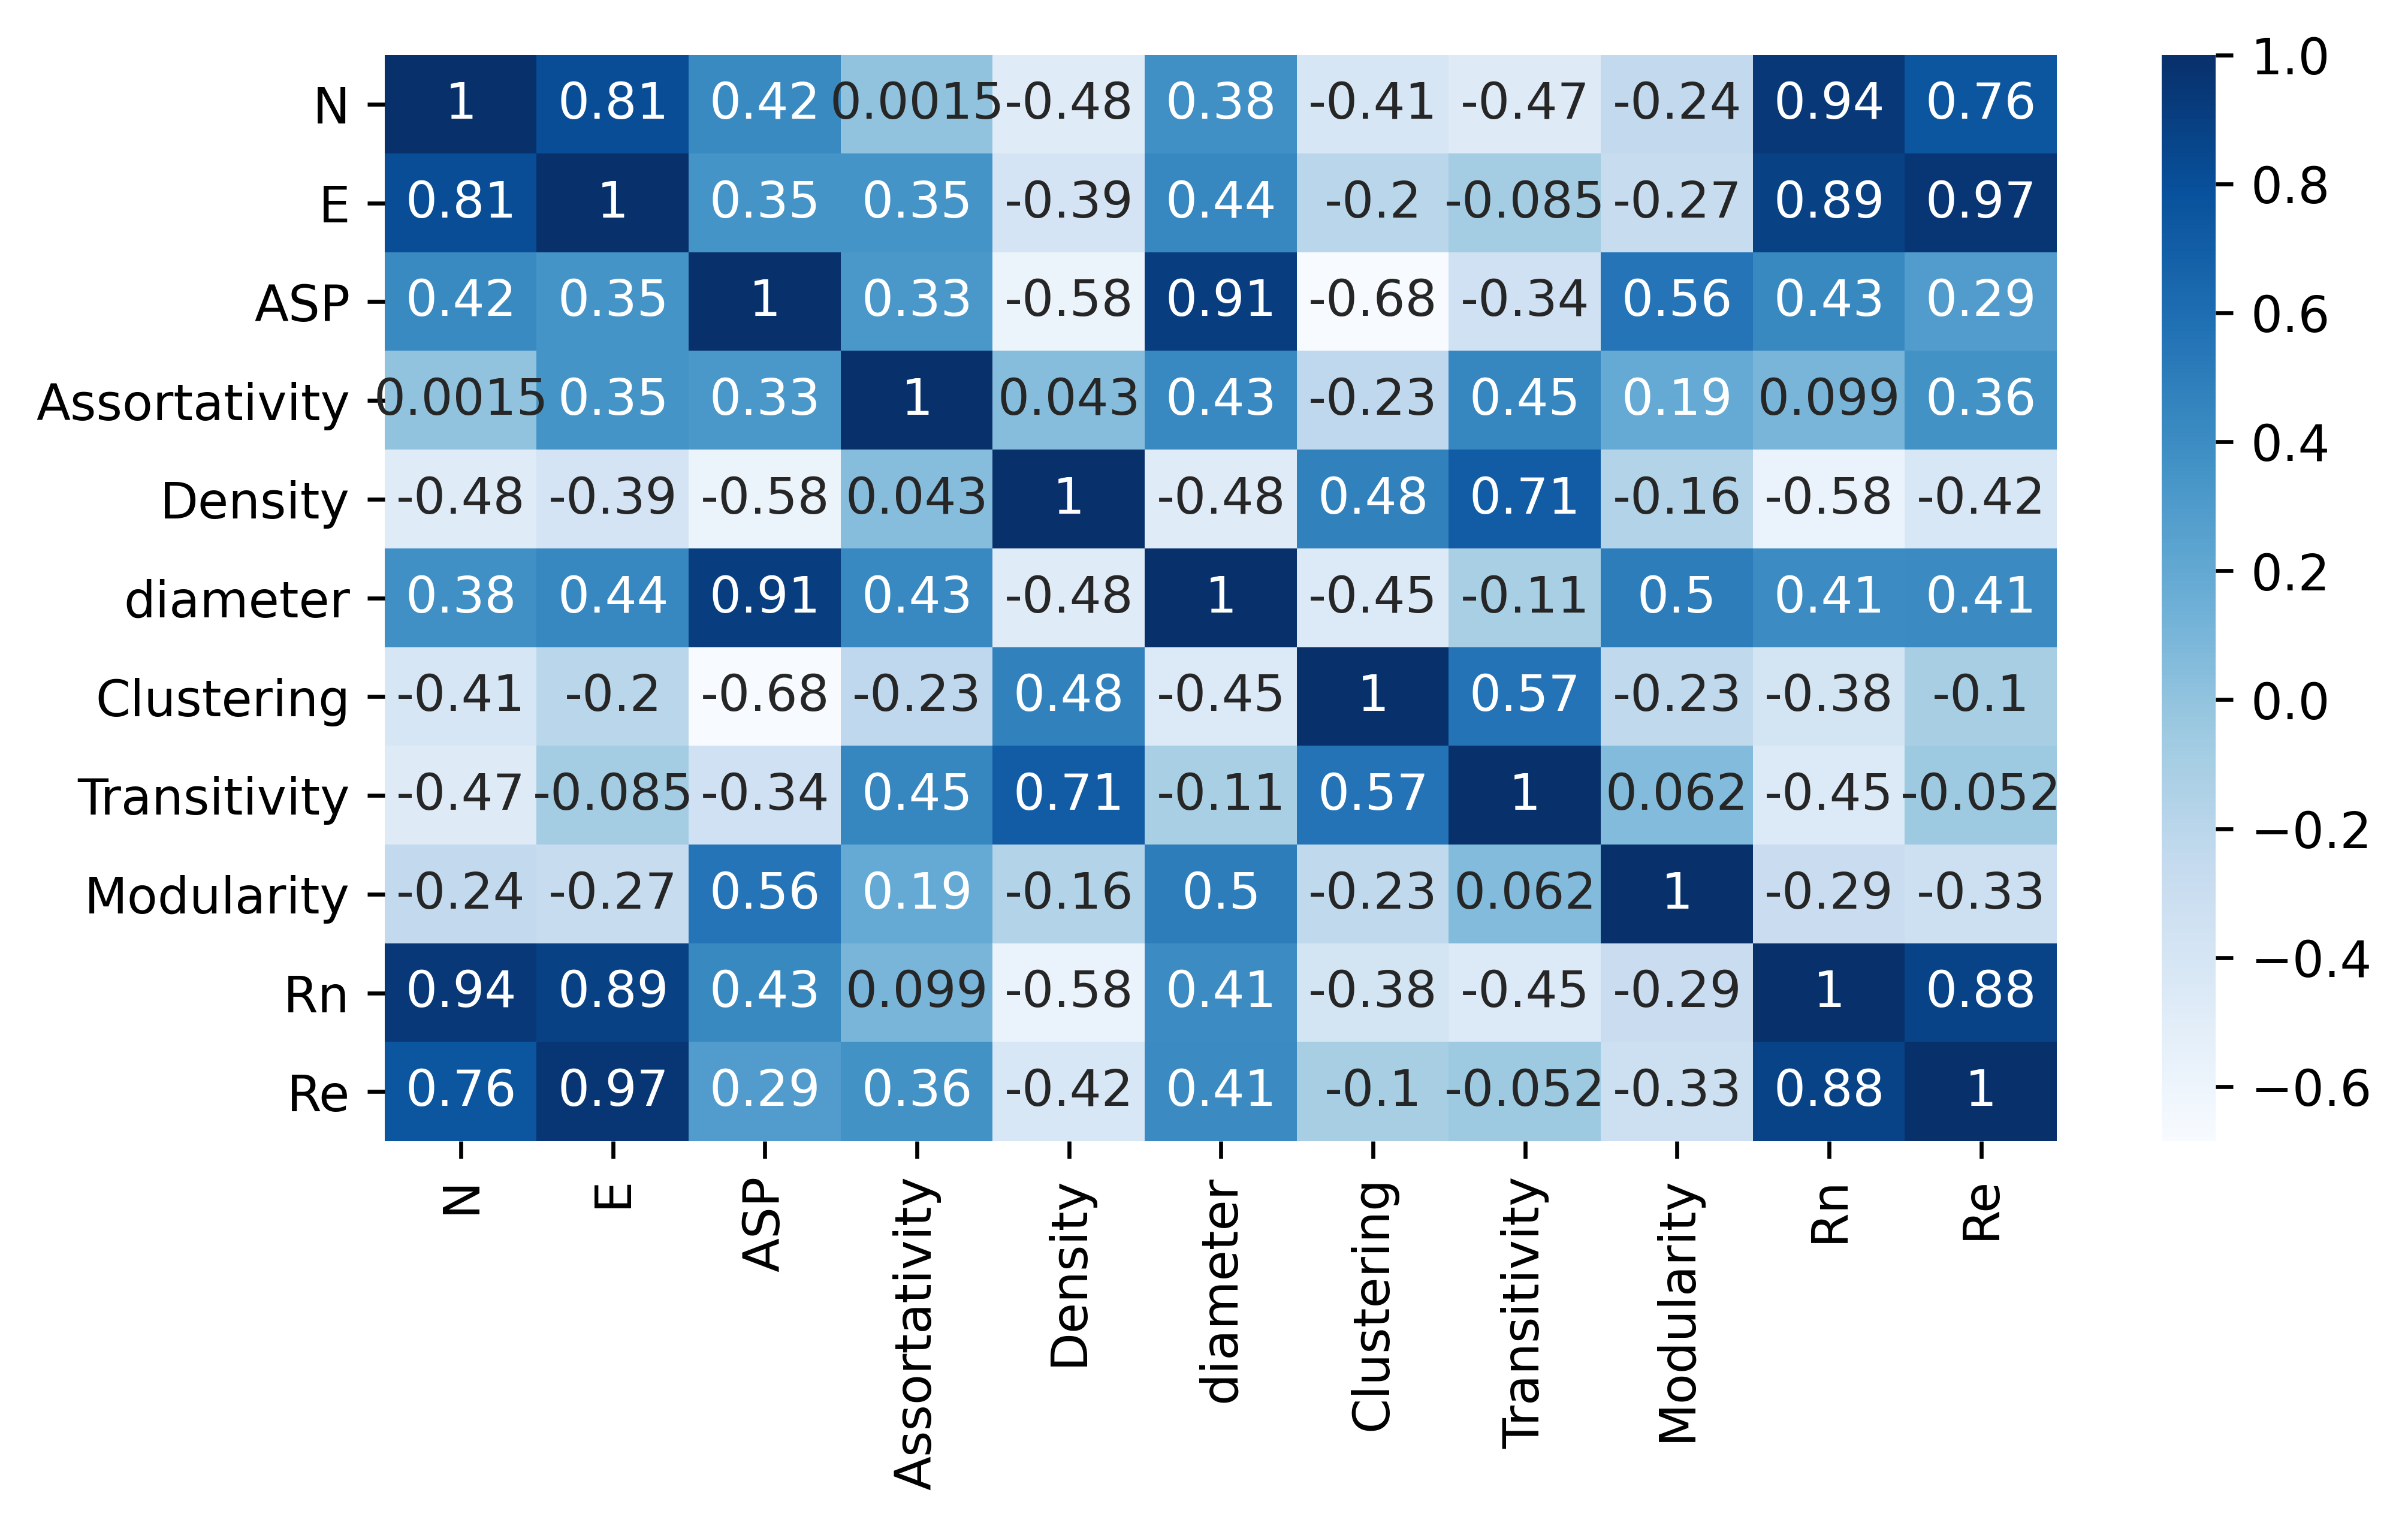 N 1 0.81 0.42 0.0015 -0.48 0.38 -0.41 -0.47 -0.24 0.94 0.76
E 0.81 1 0.35 0.35 -0.39 0.44 -0.2 -0.085 -0.27 0.89 0.97
ASP 0.42 0.35 1 0.33 -0.58 0.91 -0.68 -0.34 0.56 0.43 0.29
Assortativity 0.0015 0.35 0.33 1 0.043 0.43 -0.23 0.45 0.19 0.099 0.36
Density -0.48 -0.39 -0.58 0.043 1 -0.48 0.48 0.71 -0.16 -0.58 -0.42
diameter 0.38 0.44 0.91 0.43 -0.48 1 -0.45 -0.11 0.5 0.41 0.41
Clustering -0.41 -0.2 -0.68 -0.23 0.48 -0.45 1 0.57 -0.23 -0.38 -0.1
Transitivity -0.47 -0.085 -0.34 0.45 0.71 -0.11 0.57 1 0.062 -0.45 -0.052
Modularity -0.24 -0.27 0.56 0.19 -0.16 0.5 -0.23 0.062 1 -0.29 -0.33
Rn 0.94 0.89 0.43 0.099 -0.58 0.41 -0.38 -0.45 -0.29 1 0.88
Re 0.76 0.97 0.29 0.36 -0.42 0.41 -0.1 -0.052 -0.33 0.88 1
N E ASP Assortativity Density diameter Clustering Transitivity Modularity Rn Re
1.0
0.8
0.6
0.4
0.2
0.0
−0.2
−0.4
−0.6